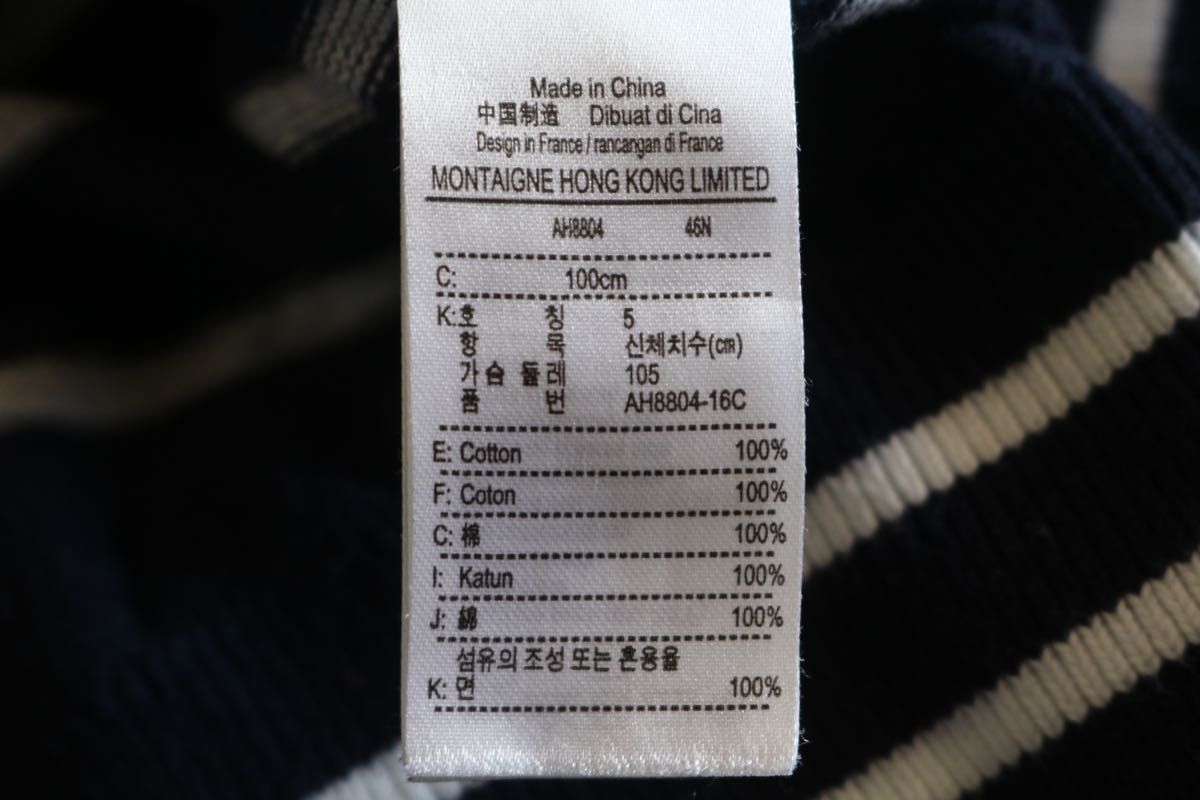 Made in China
中国制造 Dibuat di Cina
Design in France / rancangan di France
MONTAIGNE HONG KONG LIMITED
AH8804 46N
C: 100cm
K:호 칭 5
항 목 신체치수(cm)
가슴 둘레 105
품 번 AH8804-16C
E: Cotton 100%
F: Coton 100%
C: 棉 100%
I: Katun 100%
J: 綿 100%
섬유의 조성 또는 혼용율
K: 면 100%